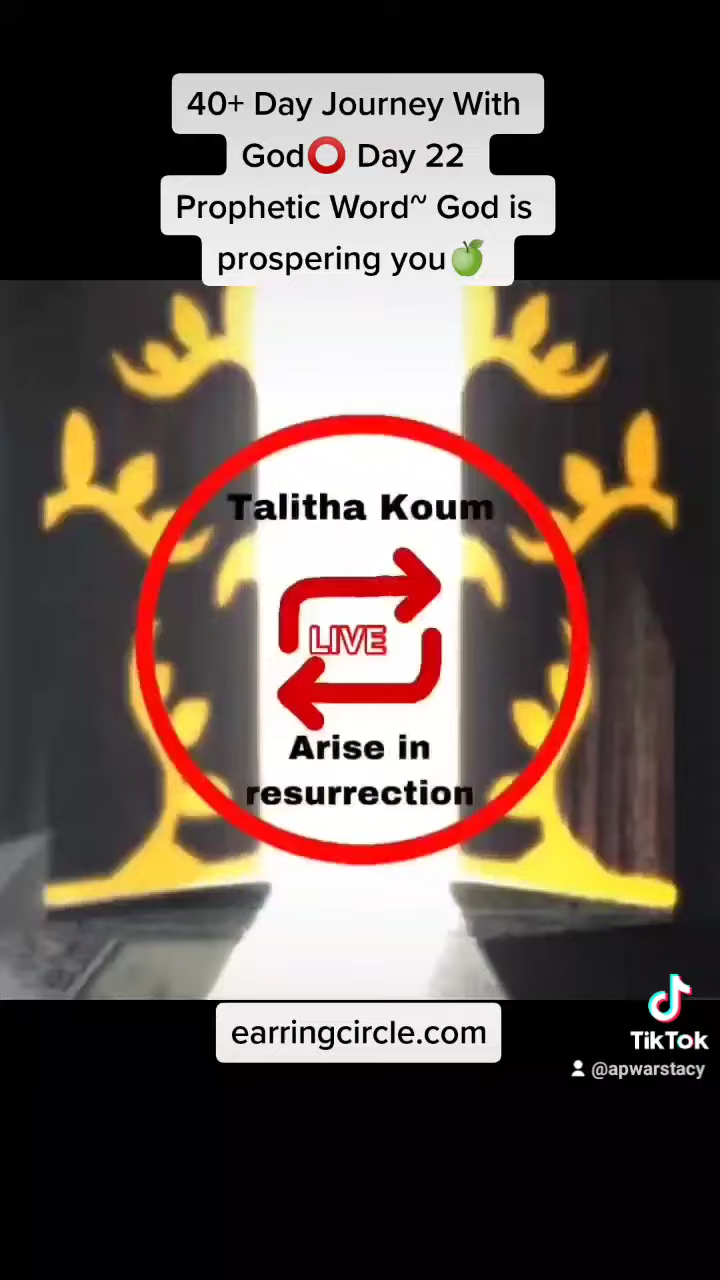 40+ Day Journey With
God⭕ Day 22
Prophetic Word~ God is
prospering you🍏
Talitha Koum
LIVE
Arise in
resurrection
earringcircle.com
TikTok
@apwarstacy